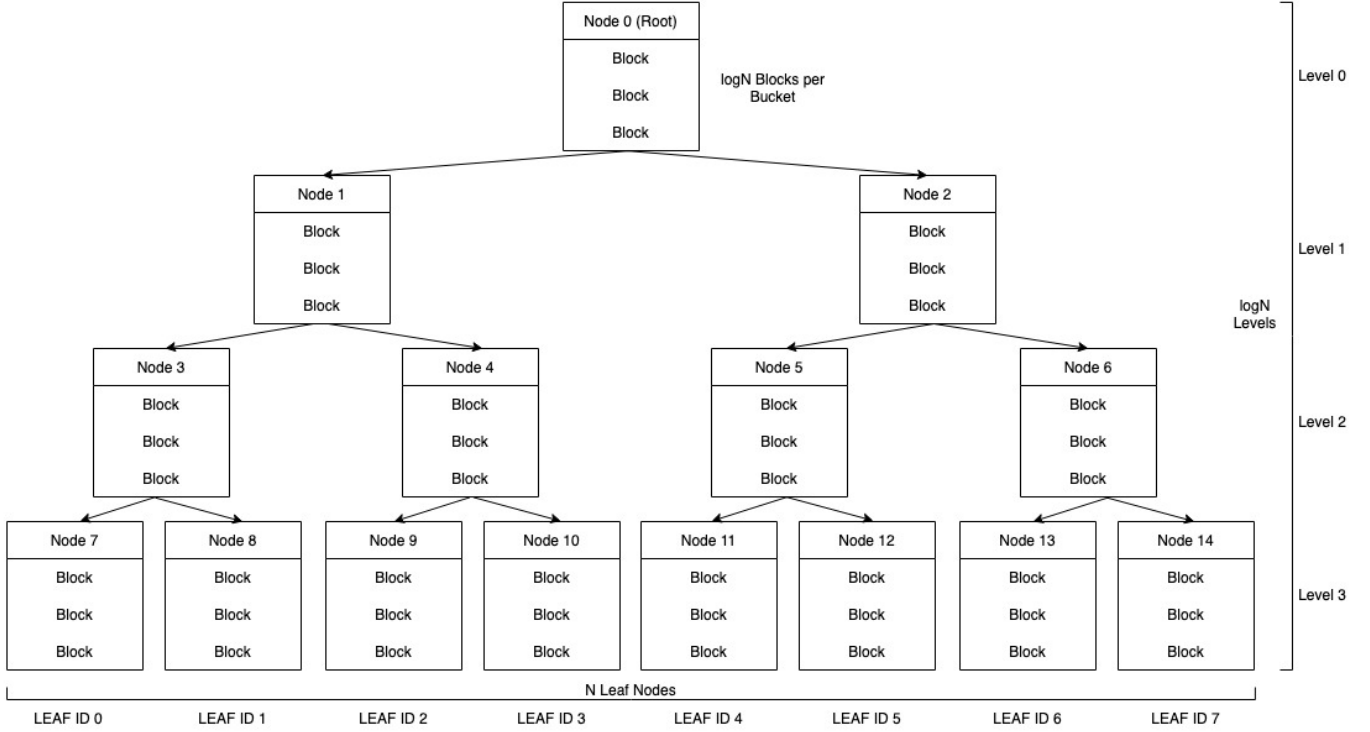 Node 0 (Root)
Block
Block
Block
logN Blocks per
Bucket
Level 0
Node 1
Block
Block
Block
Node 2
Block
Block
Block
Level 1
logN
Levels
Node 3
Block
Block
Block
Node 4
Block
Block
Block
Node 5
Block
Block
Block
Node 6
Block
Block
Block
Level 2
Node 7
Block
Block
Block
Node 8
Block
Block
Block
Node 9
Block
Block
Block
Node 10
Block
Block
Block
Node 11
Block
Block
Block
Node 12
Block
Block
Block
Node 13
Block
Block
Block
Node 14
Block
Block
Block
Level 3
N Leaf Nodes
LEAF ID 0
LEAF ID 1
LEAF ID 2
LEAF ID 3
LEAF ID 4
LEAF ID 5
LEAF ID 6
LEAF ID 7